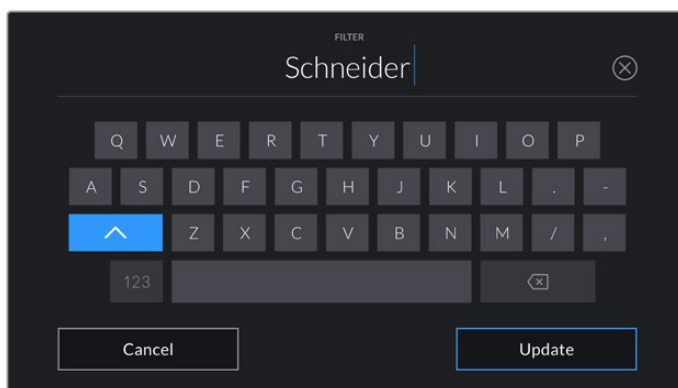 FILTER
Schneider
Q W E R T Y U I O P
A S D F G H J K L . -
Z X C V B N M / ,
123
Cancel Update